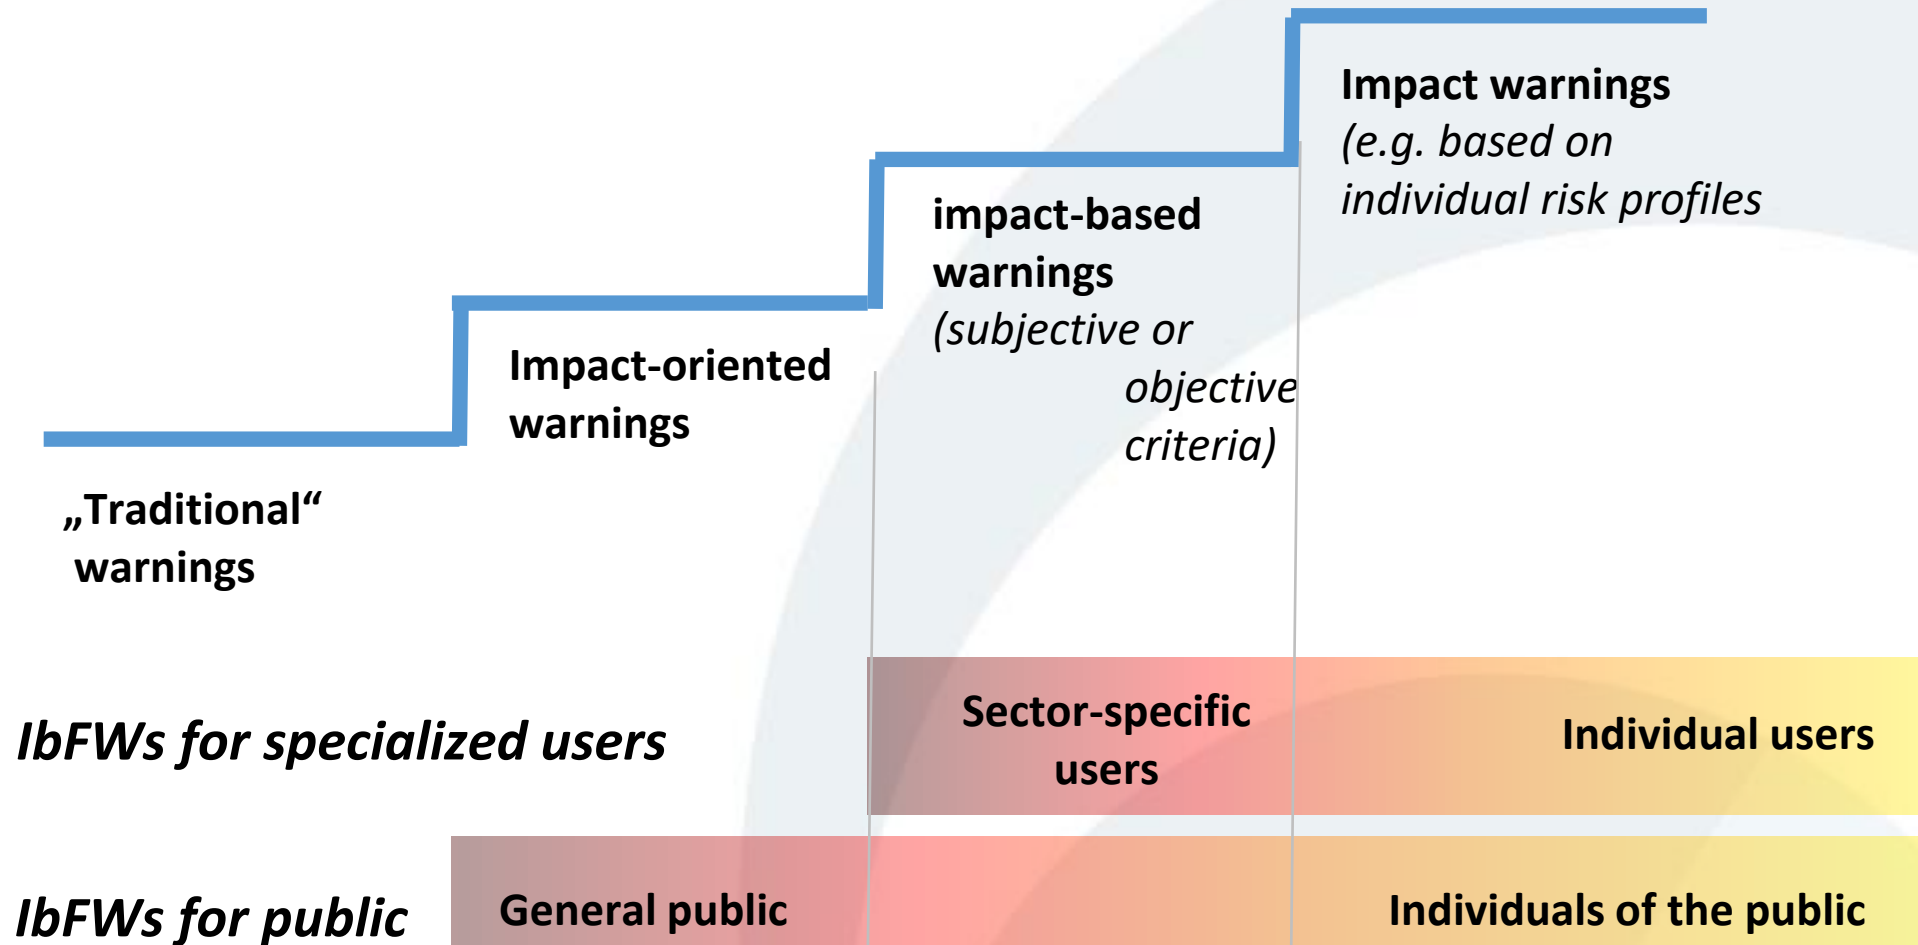 Impact warnings
(e.g. based on
individual risk profiles
impact-based
warnings
(subjective or
objective
criteria)
Impact-oriented
warnings
„Traditional“
warnings
IbFWs for specialized users
Sector-specific
users
Individual users
IbFWs for public
General public
Individuals of the public